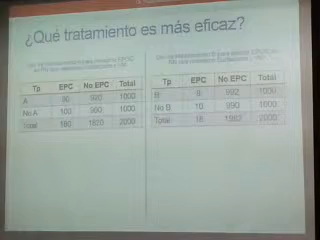 ¿Qué tratamiento es más eficaz?
Tp EPC No EPC Total
A 80 920 1000
No A 100 900 1000
Total 180 1820 2000
Tp EPC No EPC Total
B 8 992 1000
No B 10 990 1000
Total 18 1982 2000